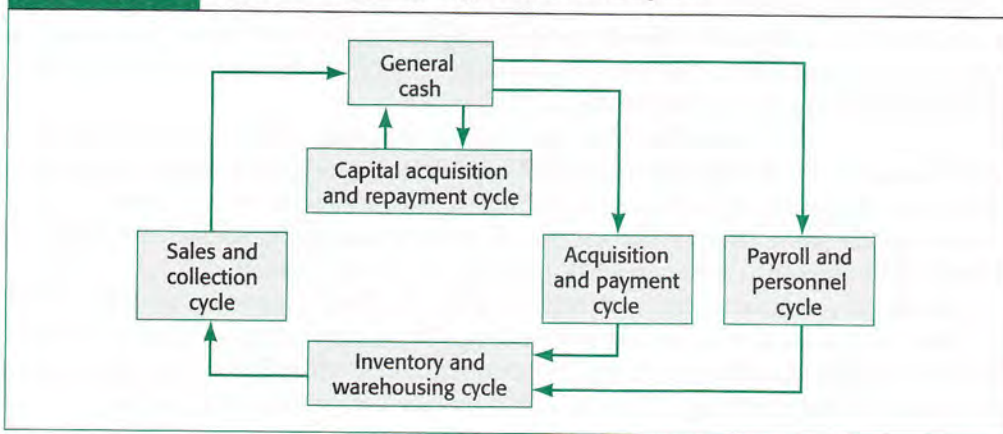 General
cash
Capital acquisition
and repayment cycle
Sales and
collection
cycle
Acquisition
and payment
cycle
Payroll and
personnel
cycle
Inventory and
warehousing cycle